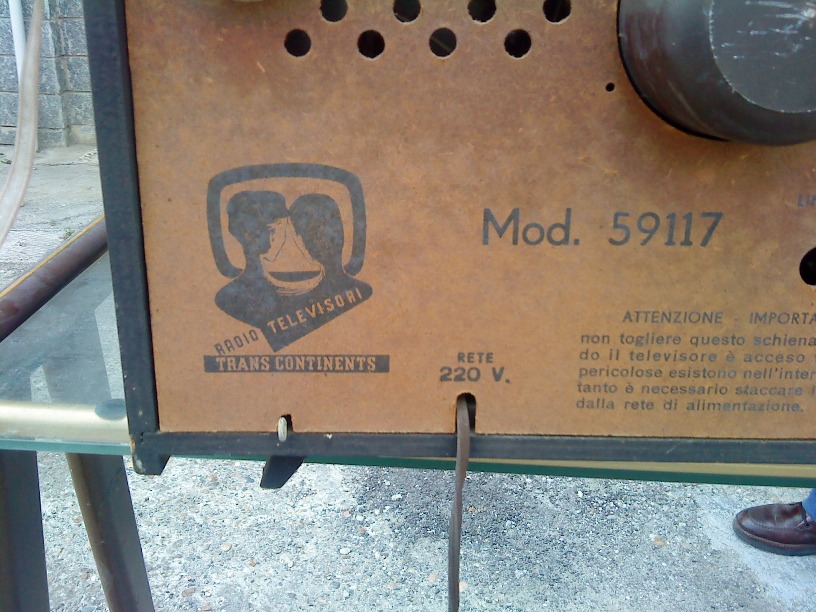 Mod. 59117
RADIO TELEVISORI
TRANS CONTINENTS
RETE
220 V.
ATTENZIONE - IMPORTA
non togliere questo schiena
do il televisore è acceso
pericolose esistono nell'inter
tanto è necessario staccare
dalla rete di alimentazione.